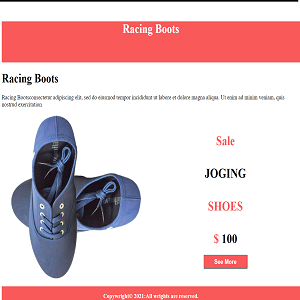 Racing Boots
Racing Boots
Racing Bootsconsectetur adipiscing elit, sed do eiusmod tempor incididunt ut labore et dolore magna aliqua. Ut enim ad minim veniam, quis
nostrud exercitation
Sale
JOGING
SHOES
$ 100
See More
Copyright© 2021:All wrights are reserved.